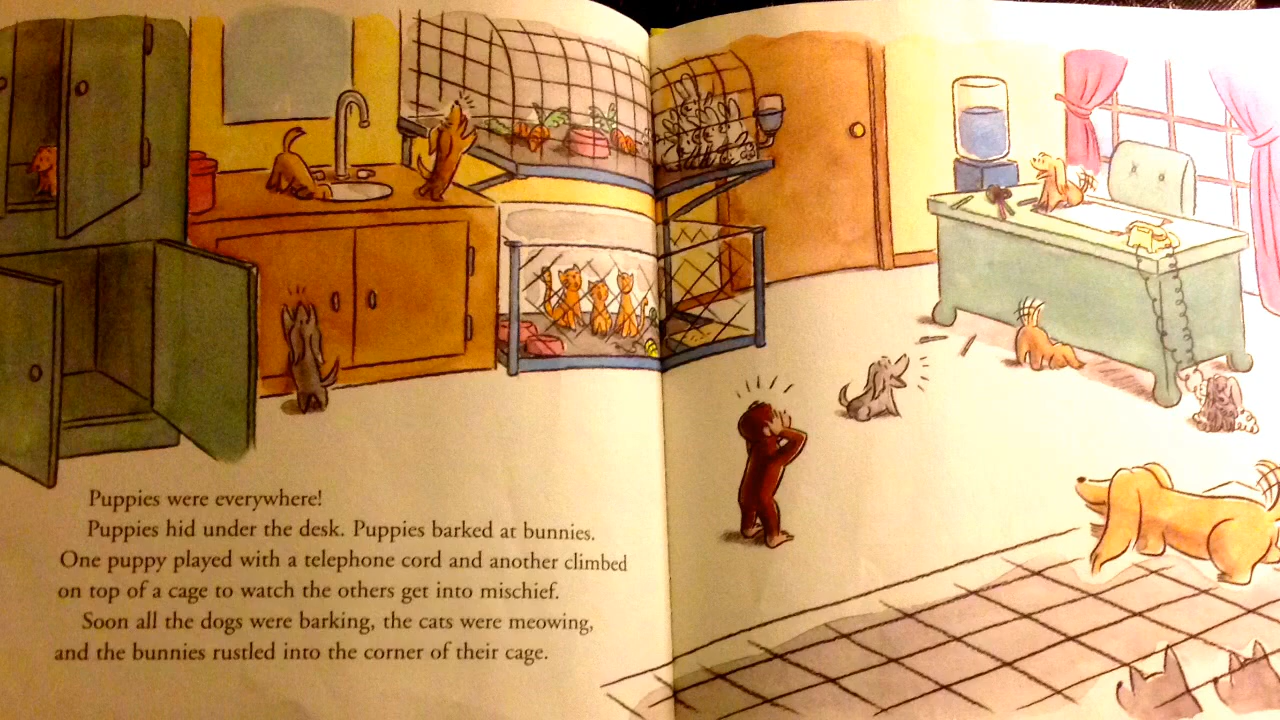 Puppies were everywhere!
Puppies hid under the desk. Puppies barked at bunnies.
One puppy played with a telephone cord and another climbed
on top of a cage to watch the others get into mischief.
Soon all the dogs were barking, the cats were meowing,
and the bunnies rustled into the corner of their cage.